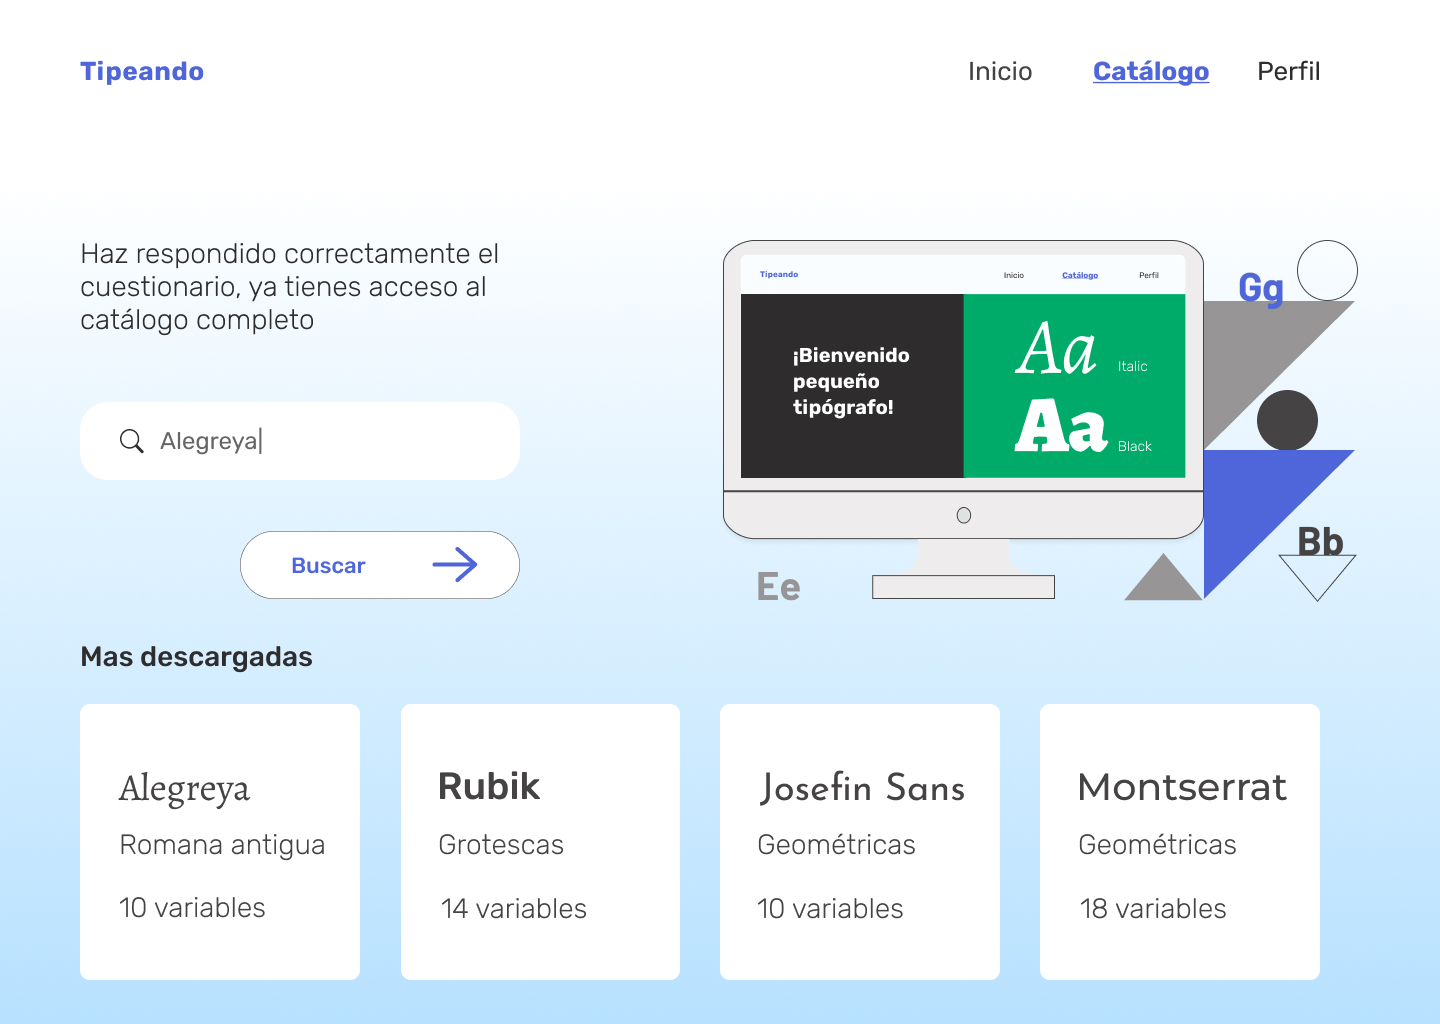 Tipeando
Inicio
Catálogo
Perfil
Haz respondido correctamente el
cuestionario, ya tienes acceso al
catálogo completo
Alegreya
Buscar
Tipeando
Inicio
Catálogo
Perfil
¡Bienvenido
pequeño
tipógrafo!
Aa
Italic
Aa
Black
Gg
Bb
Ee
Mas descargadas
Alegreya
Romana antigua
10 variables
Rubik
Grotescas
14 variables
Josefin Sans
Geométricas
10 variables
Montserrat
Geométricas
18 variables